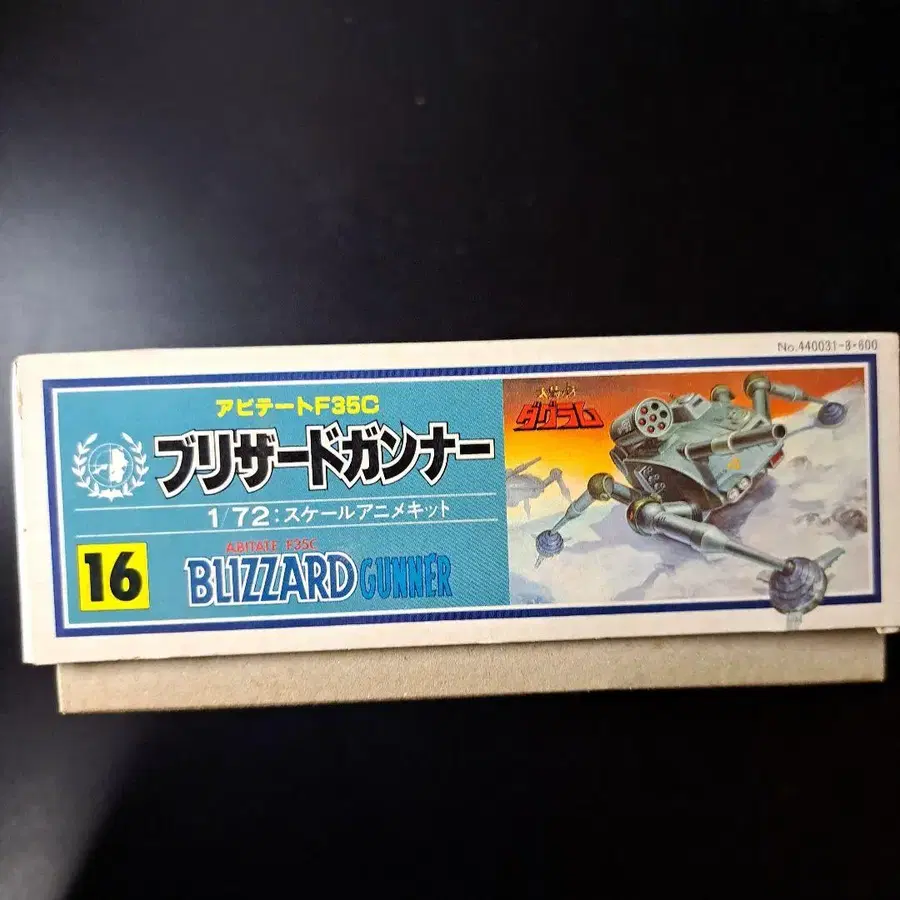 No.440031-8-600
アビテートF35C
ブリザードガンナー
1/72:スケールアニメキット
16
ABITATE F35C
BLIZZARD GUNNER
太陽の牙
ダグラム